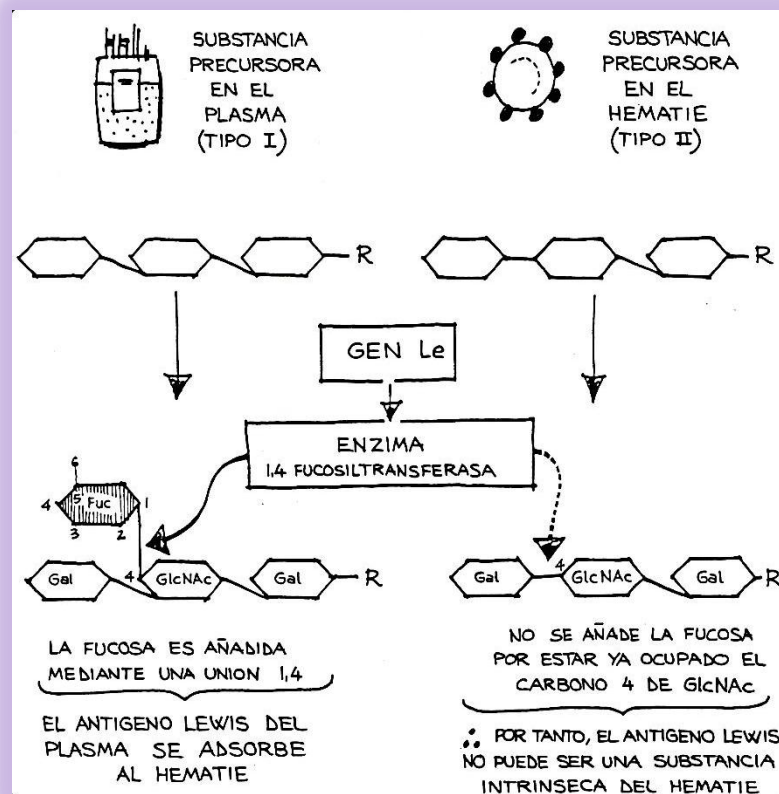 SUBSTANCIA
PRECURSORA
EN EL
PLASMA
(TIPO I)
SUBSTANCIA
PRECURSORA
EN EL
HEMATIE
(TIPO II)
R
R
GEN Le
ENZIMA
1,4 FUCOSILTRANSFERASA
6
4 5 Fuc 1
3 2
Gal 4 GlcNAc Gal R
Gal 4 GlcNAc Gal R
LA FUCOSA ES AÑADIDA
MEDIANTE UNA UNION 1,4
EL ANTIGENO LEWIS DEL
PLASMA SE ADSORBE
AL HEMATIE
NO SE AÑADE LA FUCOSA
POR ESTAR YA OCUPADO EL
CARBONO 4 DE GlcNAc
∴ POR TANTO, EL ANTIGENO LEWIS
NO PUEDE SER UNA SUBSTANCIA
INTRINSECA DEL HEMATIE